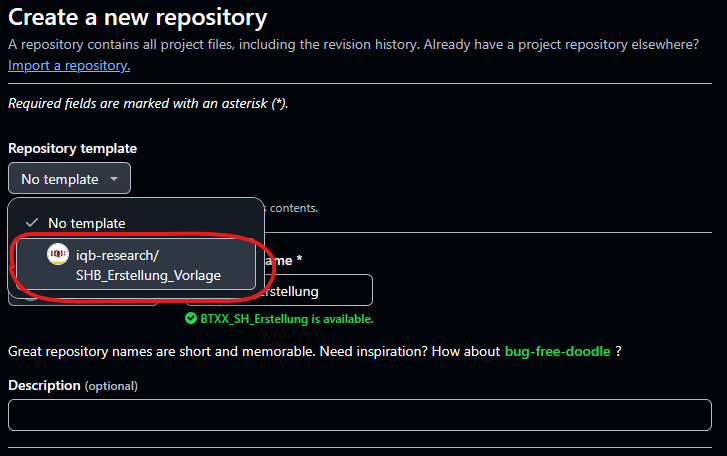 Create a new repository
A repository contains all project files, including the revision history. Already have a project repository elsewhere?
Import a repository.
Required fields are marked with an asterisk (*).
Repository template
No template
No template
contents.
iqb-research/
SHB_Erstellung_Vorlage
*
Erstellung
BTXX_SH_Erstellung is available.
Great repository names are short and memorable. Need inspiration? How about bug-free-doodle ?
Description (optional)